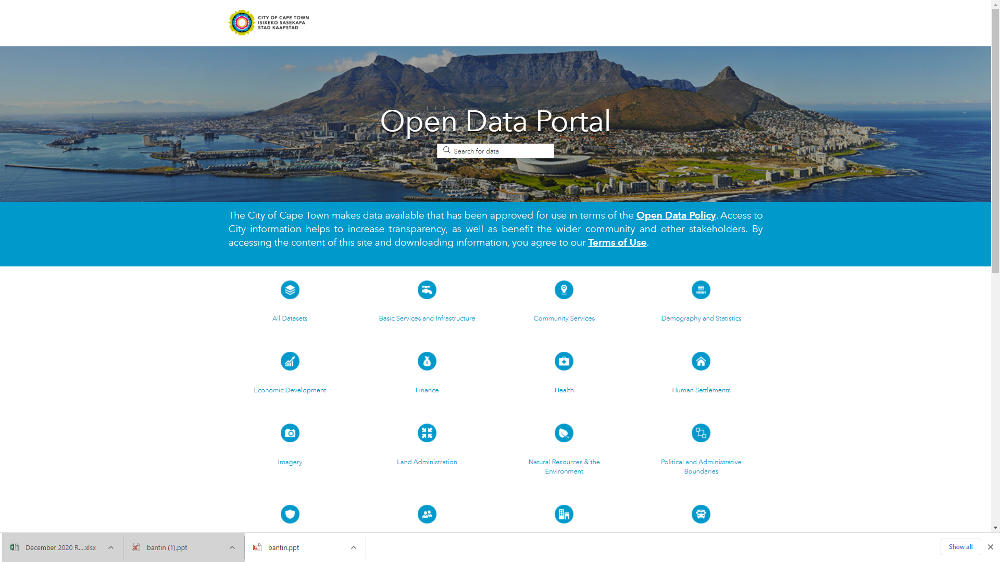 CITY OF CAPE TOWN
ISIXEKO SASEKAPA
STAD KAAPSTAD
Open Data Portal
Search for data
The City of Cape Town makes data available that has been approved for use in terms of the Open Data Policy. Access to
City information helps to increase transparency, as well as benefit the wider community and other stakeholders. By
accessing the content of this site and downloading information, you agree to our Terms of Use.
All Datasets
Basic Services and Infrastructure
Community Services
Demography and Statistics
Economic Development
Finance
Health
Human Settlements
Imagery
Land Administration
Natural Resources & the
Environment
Political and Administrative
Boundaries
December 2020 R....xlsx
bantin (1).ppt
bantin.ppt
Show all